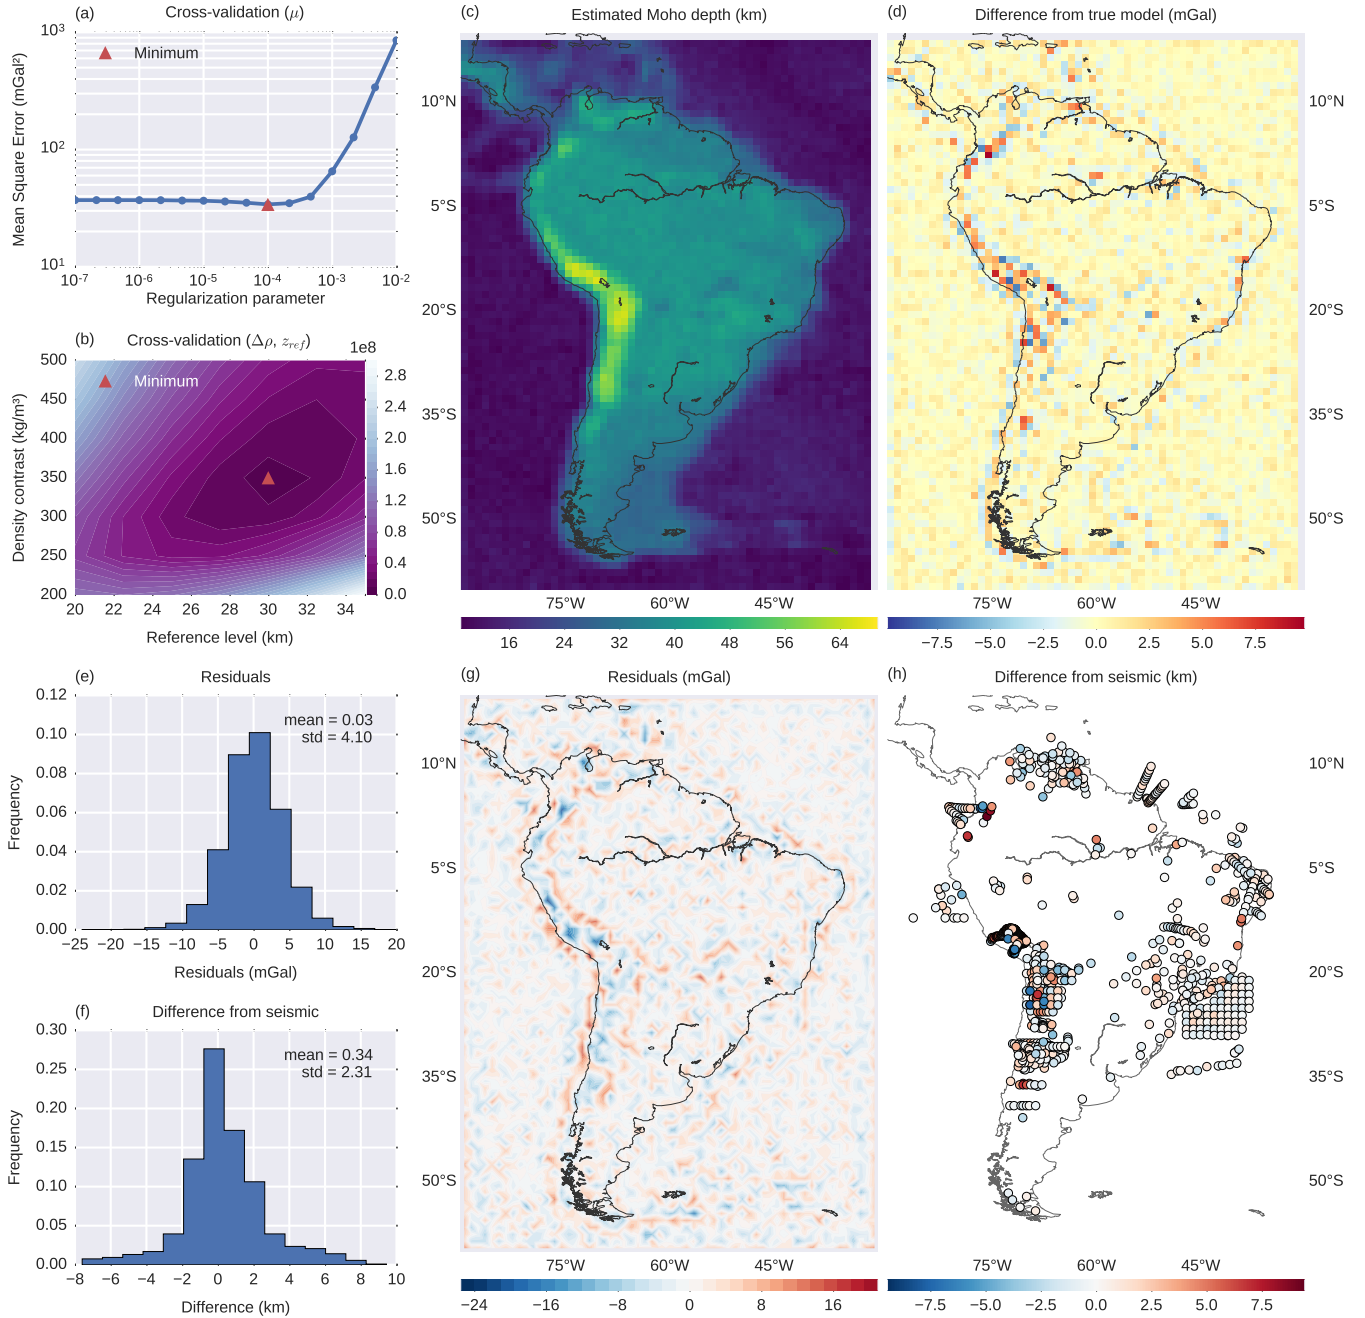 (a)
Cross-validation (μ)
10³
10²
10¹
Mean Square Error (mGal²)
Minimum
10⁻⁷ 10⁻⁶ 10⁻⁵ 10⁻⁴ 10⁻³ 10⁻²
Regularization parameter
(b)
Cross-validation (Δρ, z_ref)
1e8
500
450
400
350
300
250
200
Density contrast (kg/m³)
Minimum
2.8
2.4
2.0
1.6
1.2
0.8
0.4
0.0
20 22 24 26 28 30 32 34
Reference level (km)
(c)
Estimated Moho depth (km)
10°N
5°S
20°S
35°S
50°S
75°W 60°W 45°W
16 24 32 40 48 56 64
(d)
Difference from true model (mGal)
10°N
5°S
20°S
35°S
50°S
75°W 60°W 45°W
−7.5 −5.0 −2.5 0.0 2.5 5.0 7.5
(e)
Residuals
0.12
0.10
0.08
0.06
0.04
0.02
0.00
Frequency
mean = 0.03
std = 4.10
−25 −20 −15 −10 −5 0 5 10 15 20
Residuals (mGal)
(f)
Difference from seismic
0.30
0.25
0.20
0.15
0.10
0.05
0.00
Frequency
mean = 0.34
std = 2.31
−8 −6 −4 −2 0 2 4 6 8 10
Difference (km)
(g)
Residuals (mGal)
10°N
5°S
20°S
35°S
50°S
75°W 60°W 45°W
−24 −16 −8 0 8 16
(h)
Difference from seismic (km)
10°N
5°S
20°S
35°S
50°S
75°W 60°W 45°W
−7.5 −5.0 −2.5 0.0 2.5 5.0 7.5